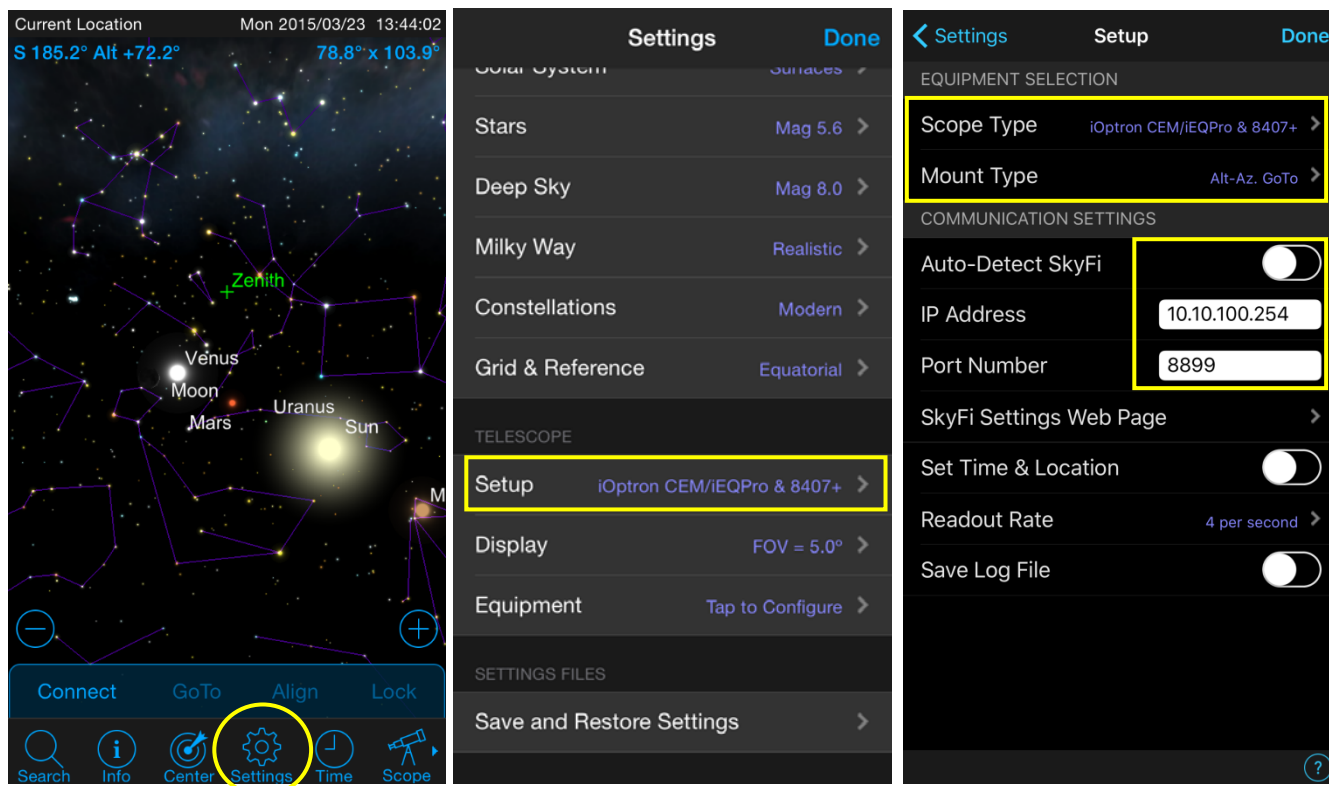 Current Location Mon 2015/03/23 13:44:02
S 185.2° Alt +72.2° 78.8° x 103.9°
Zenith
Venus
Moon
Mars
Uranus
Sun
M
Connect GoTo Align Lock
Search Info Center Settings Time Scope
Settings Done
Solar System Surfaces
Stars Mag 5.6
Deep Sky Mag 8.0
Milky Way Realistic
Constellations Modern
Grid & Reference Equatorial
TELESCOPE
Setup iOptron CEM/iEQPro & 8407+
Display FOV = 5.0°
Equipment Tap to Configure
SETTINGS FILES
Save and Restore Settings
Settings Setup Done
EQUIPMENT SELECTION
Scope Type iOptron CEM/iEQPro & 8407+
Mount Type Alt-Az. GoTo
COMMUNICATION SETTINGS
Auto-Detect SkyFi
IP Address 10.10.100.254
Port Number 8899
SkyFi Settings Web Page
Set Time & Location
Readout Rate 4 per second
Save Log File
?